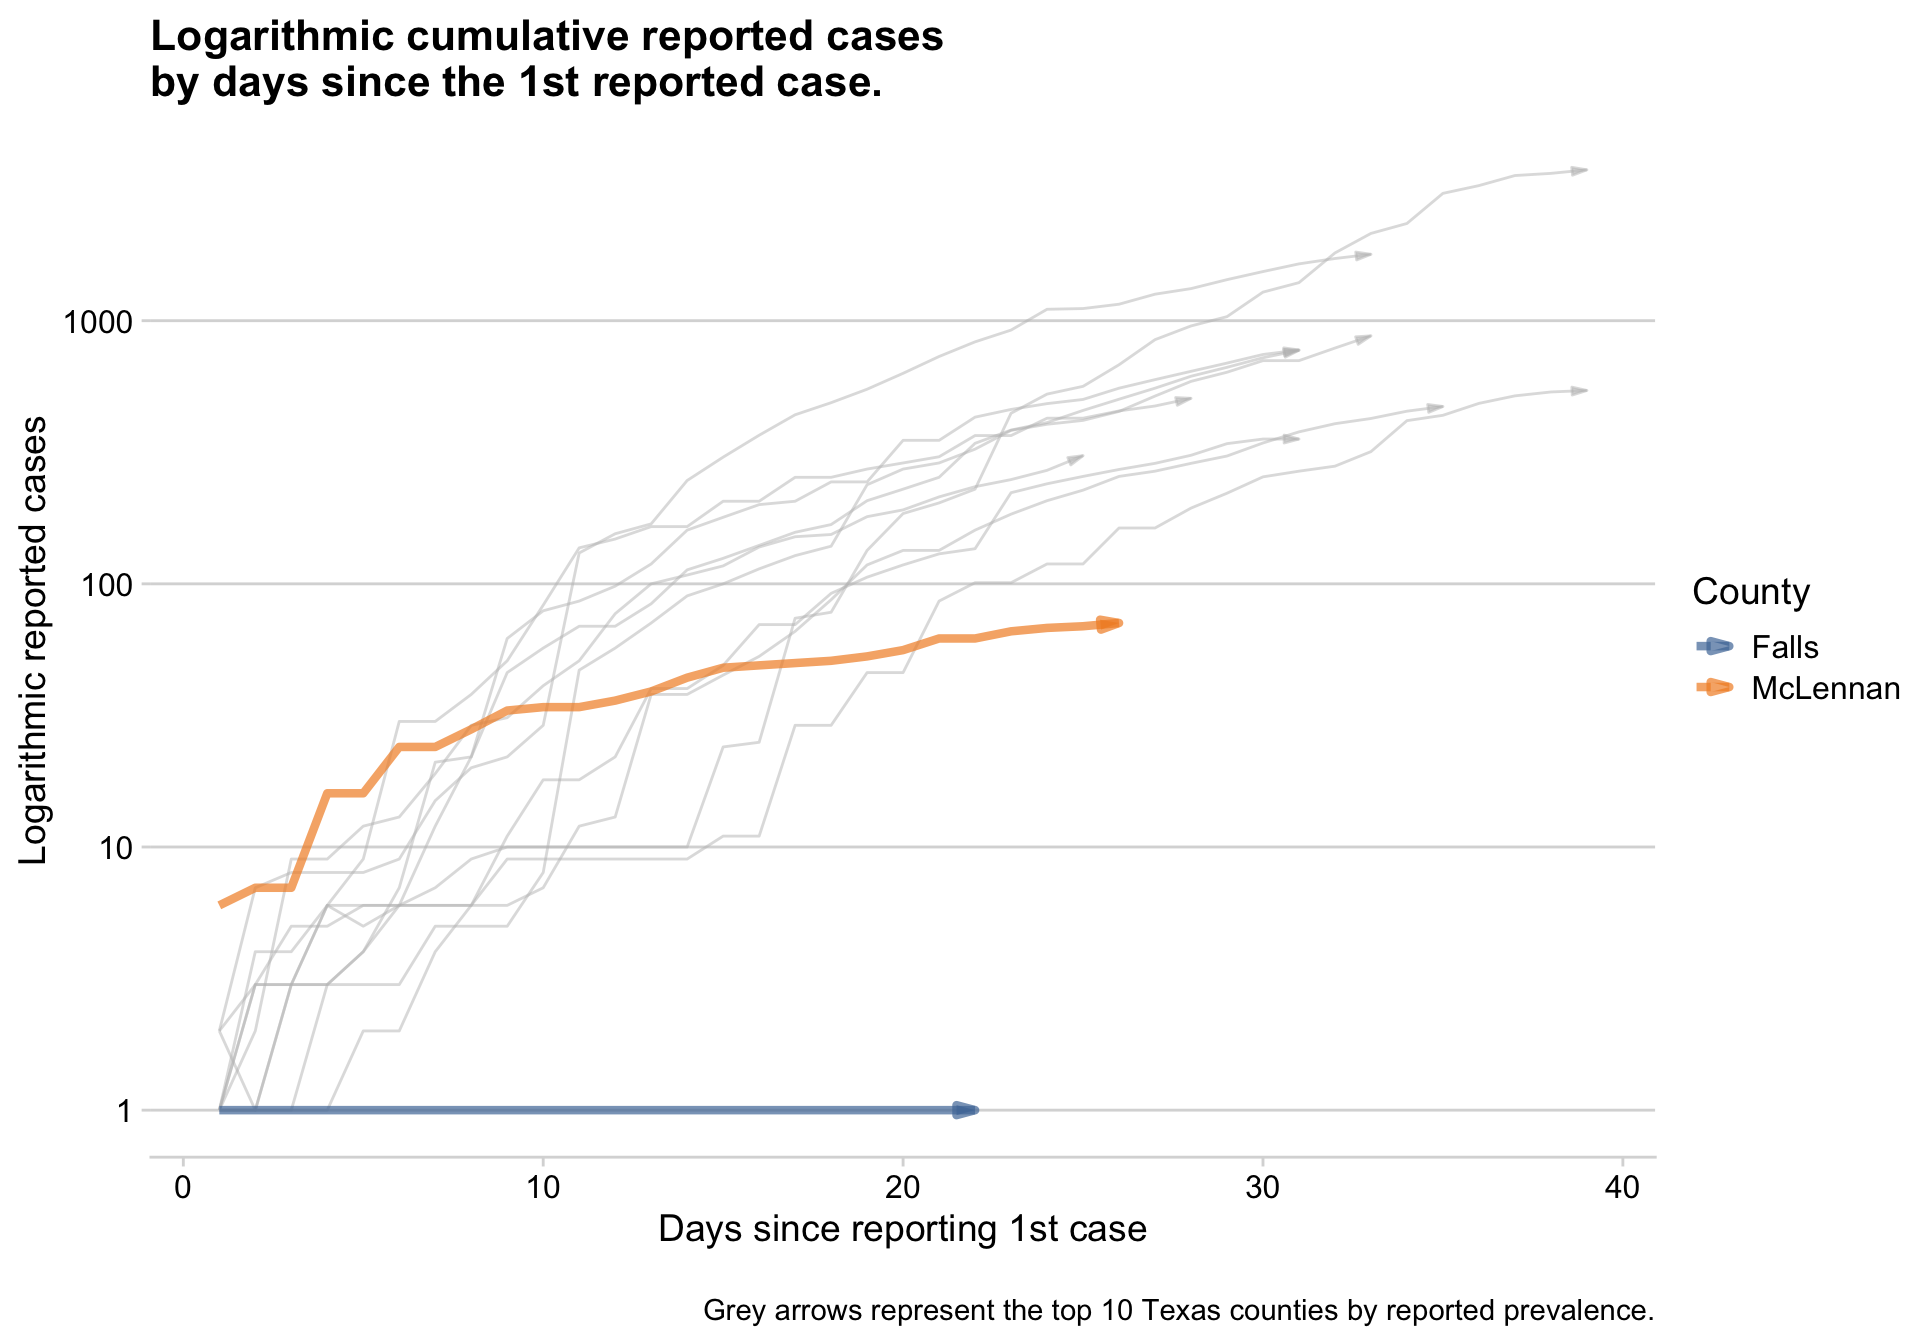 Logarithmic cumulative reported cases
by days since the 1st reported case.
Logarithmic reported cases
1000
100
10
1
0 10 20 30 40
Days since reporting 1st case
County
Falls
McLennan
Grey arrows represent the top 10 Texas counties by reported prevalence.